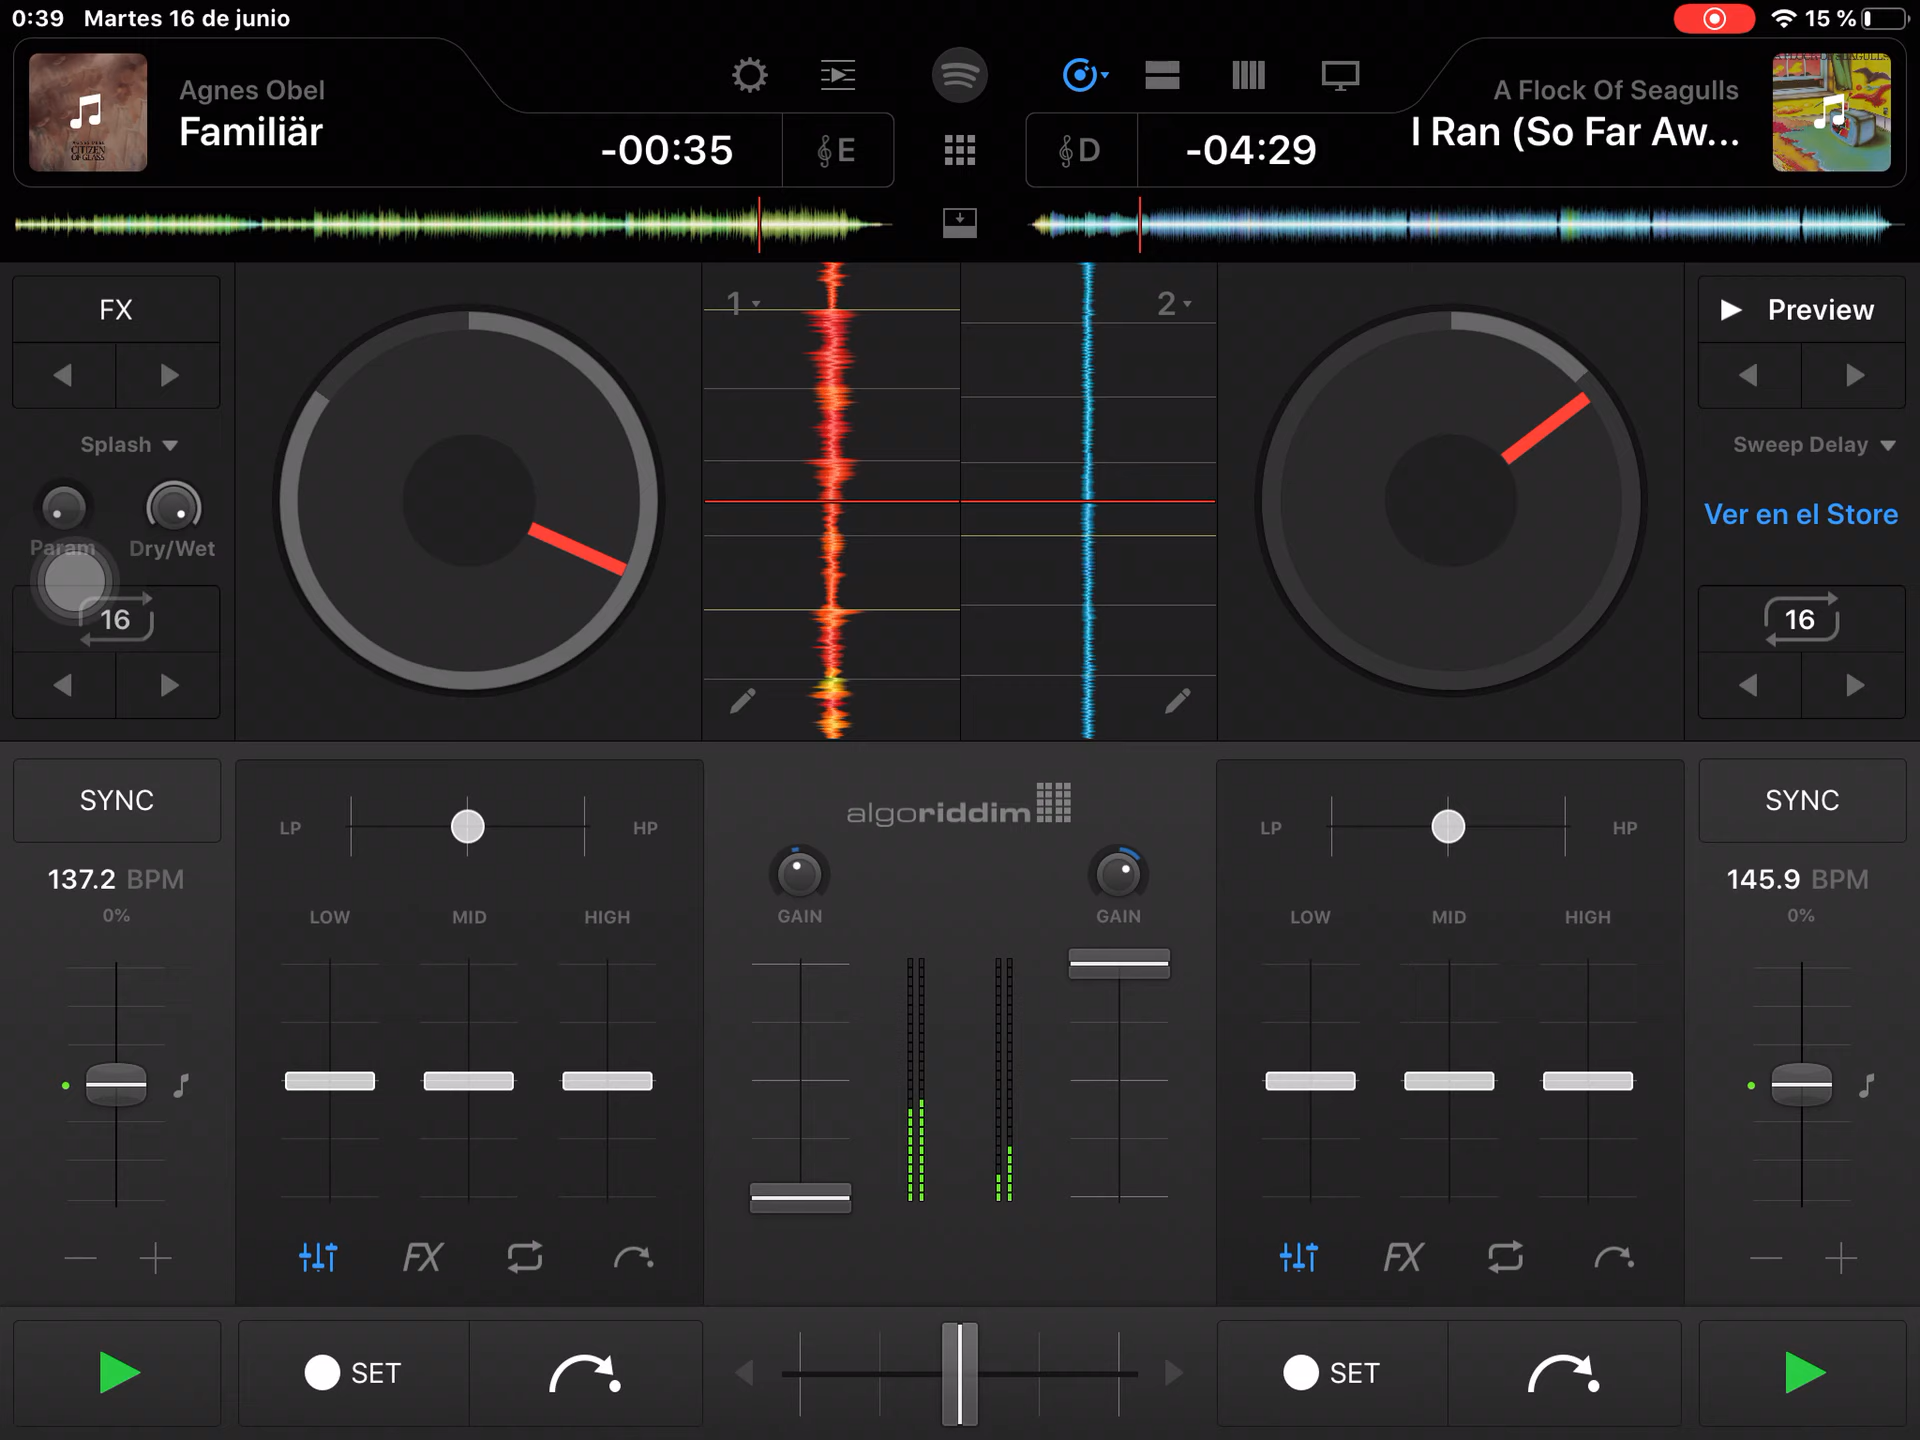 0:39 Martes 16 de junio
15 %
Agnes Obel
Familiär
-00:35
E
D
-04:29
A Flock Of Seagulls
I Ran (So Far Aw...
CITIZEN
OF GLASS
FX
1
2
Preview
Splash
Sweep Delay
Param
Dry/Wet
Ver en el Store
16
16
SYNC
LP
HP
algoriddim
LP
HP
SYNC
137.2 BPM
0%
LOW
MID
HIGH
GAIN
GAIN
LOW
MID
HIGH
145.9 BPM
0%
FX
FX
SET
SET